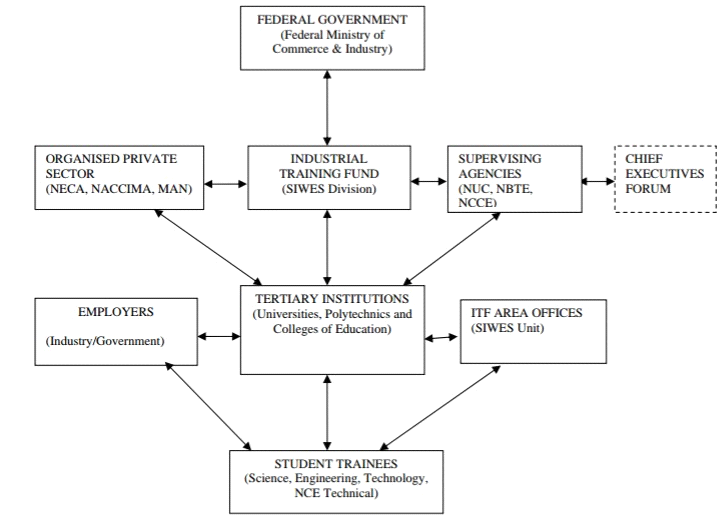 FEDERAL GOVERNMENT
(Federal Ministry of
Commerce & Industry)
ORGANISED PRIVATE
SECTOR
(NECA, NACCIMA, MAN)
INDUSTRIAL
TRAINING FUND
(SIWES Division)
SUPERVISING
AGENCIES
(NUC, NBTE,
NCCE)
CHIEF
EXECUTIVES
FORUM
EMPLOYERS
(Industry/Government)
TERTIARY INSTITUTIONS
(Universities, Polytechnics and
Colleges of Education)
ITF AREA OFFICES
(SIWES Unit)
STUDENT TRAINEES
(Science, Engineering, Technology,
NCE Technical)